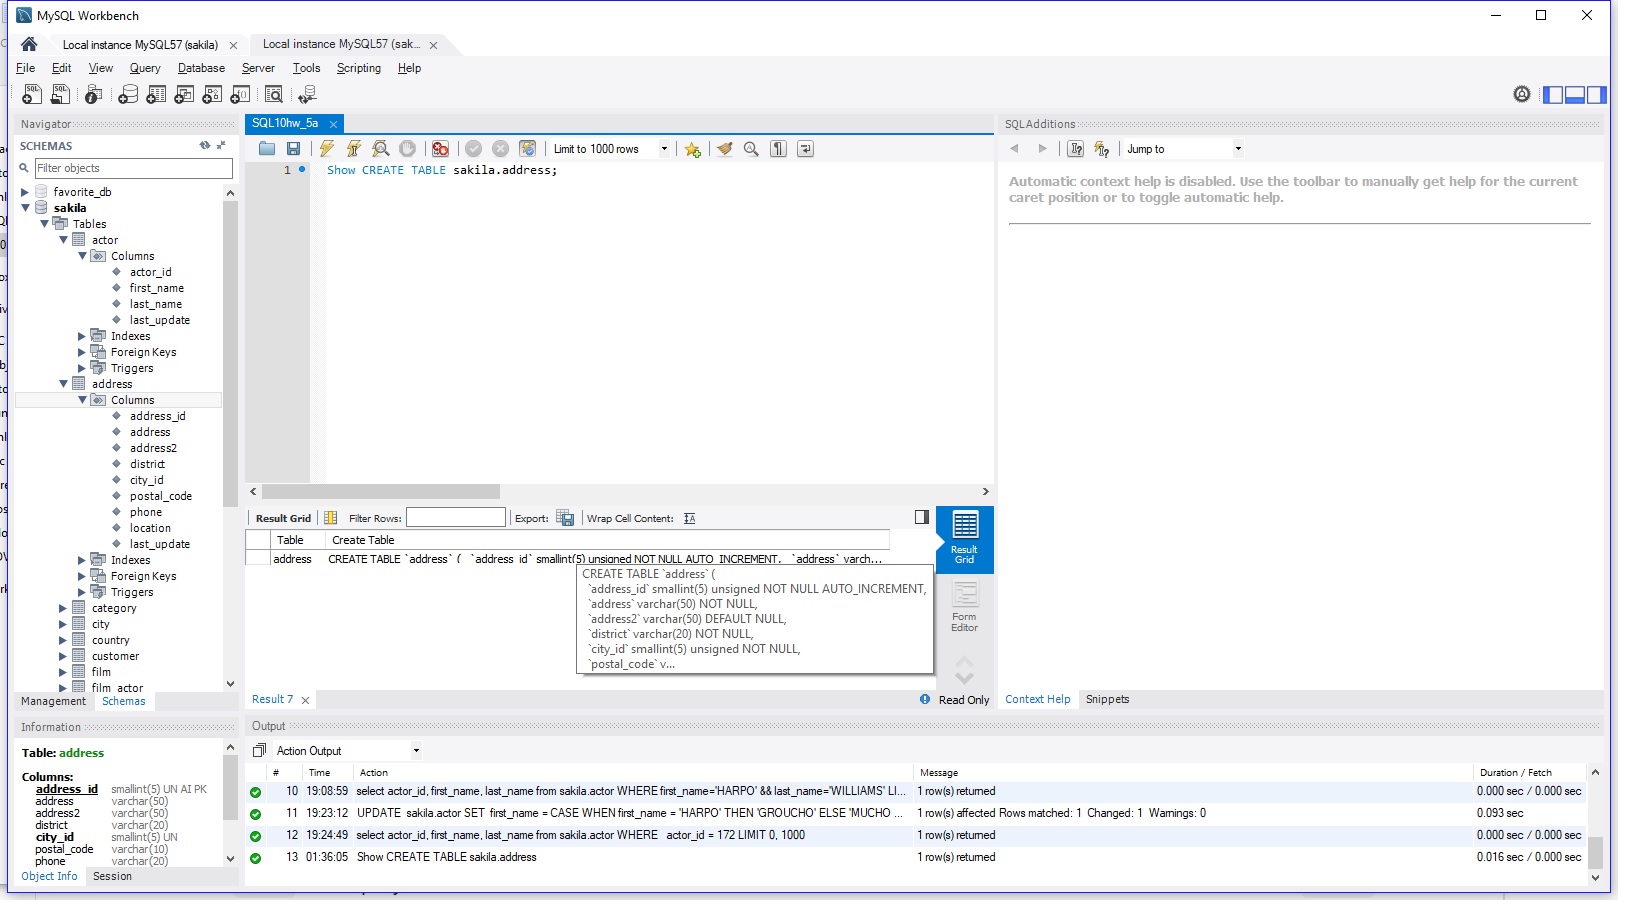 MySQL Workbench
Local instance MySQL57 (sakila)
Local instance MySQL57 (sak...
File Edit View Query Database Server Tools Scripting Help
Navigator
SCHEMAS
Filter objects
favorite_db
sakila
Tables
actor
Columns
actor_id
first_name
last_name
last_update
Indexes
Foreign Keys
Triggers
address
Columns
address_id
address
address2
district
city_id
postal_code
phone
location
last_update
Indexes
Foreign Keys
Triggers
category
city
country
customer
film
film_actor
Management Schemas
Information
Table: address
Columns:
address_id smallint(5) UN AI PK
address varchar(50)
address2 varchar(50)
district varchar(20)
city_id smallint(5) UN
postal_code varchar(10)
phone varchar(20)
Object Info Session
SQL10hw_5a
Limit to 1000 rows
1 Show CREATE TABLE sakila.address;
Result Grid Filter Rows: Export: Wrap Cell Content:
Table Create Table
address CREATE TABLE `address` ( `address_id` smallint(5) unsigned NOT NULL AUTO_INCREMENT, `address` varch...
CREATE TABLE `address` (
`address_id` smallint(5) unsigned NOT NULL AUTO_INCREMENT,
`address` varchar(50) NOT NULL,
`address2` varchar(50) DEFAULT NULL,
`district` varchar(20) NOT NULL,
`city_id` smallint(5) unsigned NOT NULL,
`postal_code` v...
Result
Grid
Form
Editor
Result 7
Read Only
SQLAdditions
Jump to
Automatic context help is disabled. Use the toolbar to manually get help for the current
caret position or to toggle automatic help.
Context Help Snippets
Output
Action Output
# Time Action Message Duration / Fetch
10 19:08:59 select actor_id, first_name, last_name from sakila.actor WHERE first_name='HARPO' && last_name='WILLIAMS' LI... 1 row(s) returned 0.000 sec / 0.000 sec
11 19:23:12 UPDATE sakila.actor SET first_name = CASE WHEN first_name = 'HARPO' THEN 'GROUCHO' ELSE 'MUCHO ... 1 row(s) affected Rows matched: 1 Changed: 1 Warnings: 0 0.093 sec
12 19:24:49 select actor_id, first_name, last_name from sakila.actor WHERE actor_id = 172 LIMIT 0, 1000 1 row(s) returned 0.000 sec / 0.000 sec
13 01:36:05 Show CREATE TABLE sakila.address 1 row(s) returned 0.016 sec / 0.000 sec